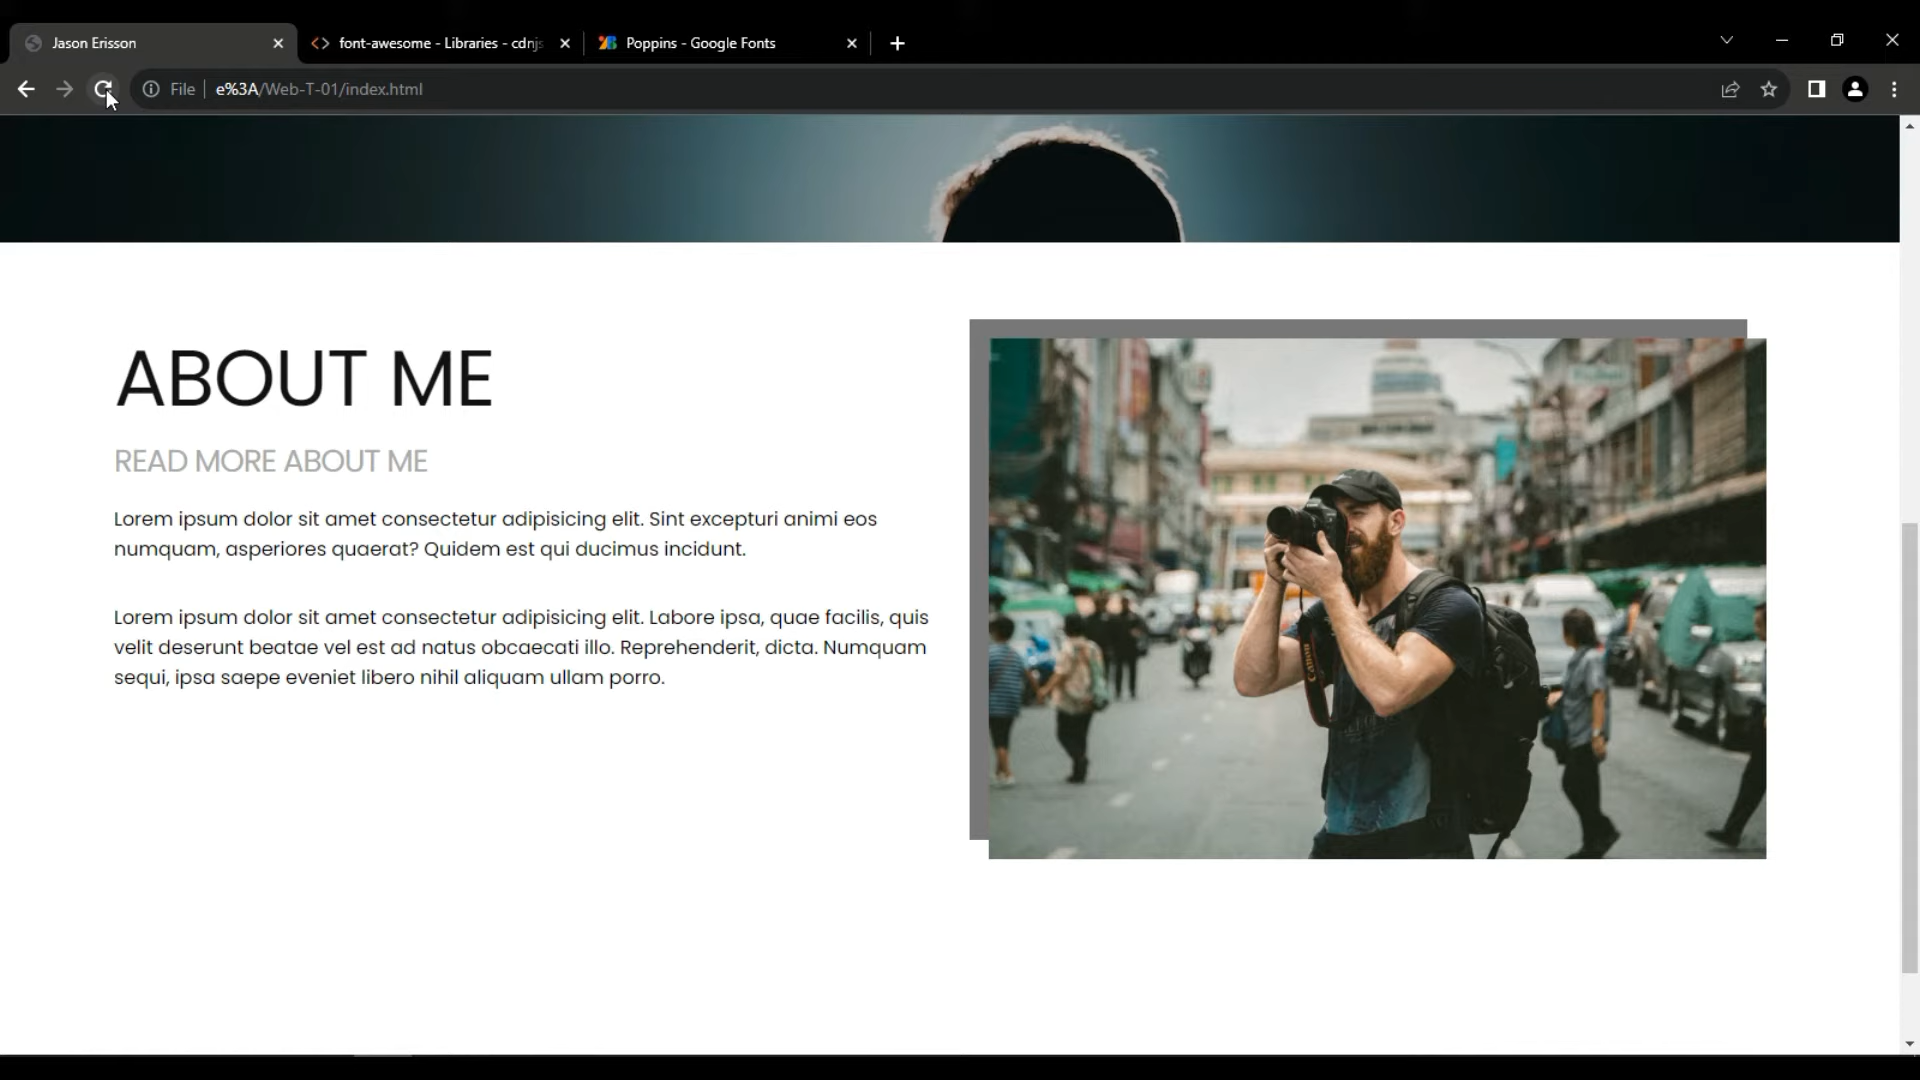 Jason Erisson
font-awesome - Libraries - cdnjs
Poppins - Google Fonts
File e%3A/Web-T-01/index.html
ABOUT ME
READ MORE ABOUT ME
Lorem ipsum dolor sit amet consectetur adipisicing elit. Sint excepturi animi eos
numquam, asperiores quaerat? Quidem est qui ducimus incidunt.
Lorem ipsum dolor sit amet consectetur adipisicing elit. Labore ipsa, quae facilis, quis
velit deserunt beatae vel est ad natus obcaecati illo. Reprehenderit, dicta. Numquam
sequi, ipsa saepe eveniet libero nihil aliquam ullam porro.
Canon